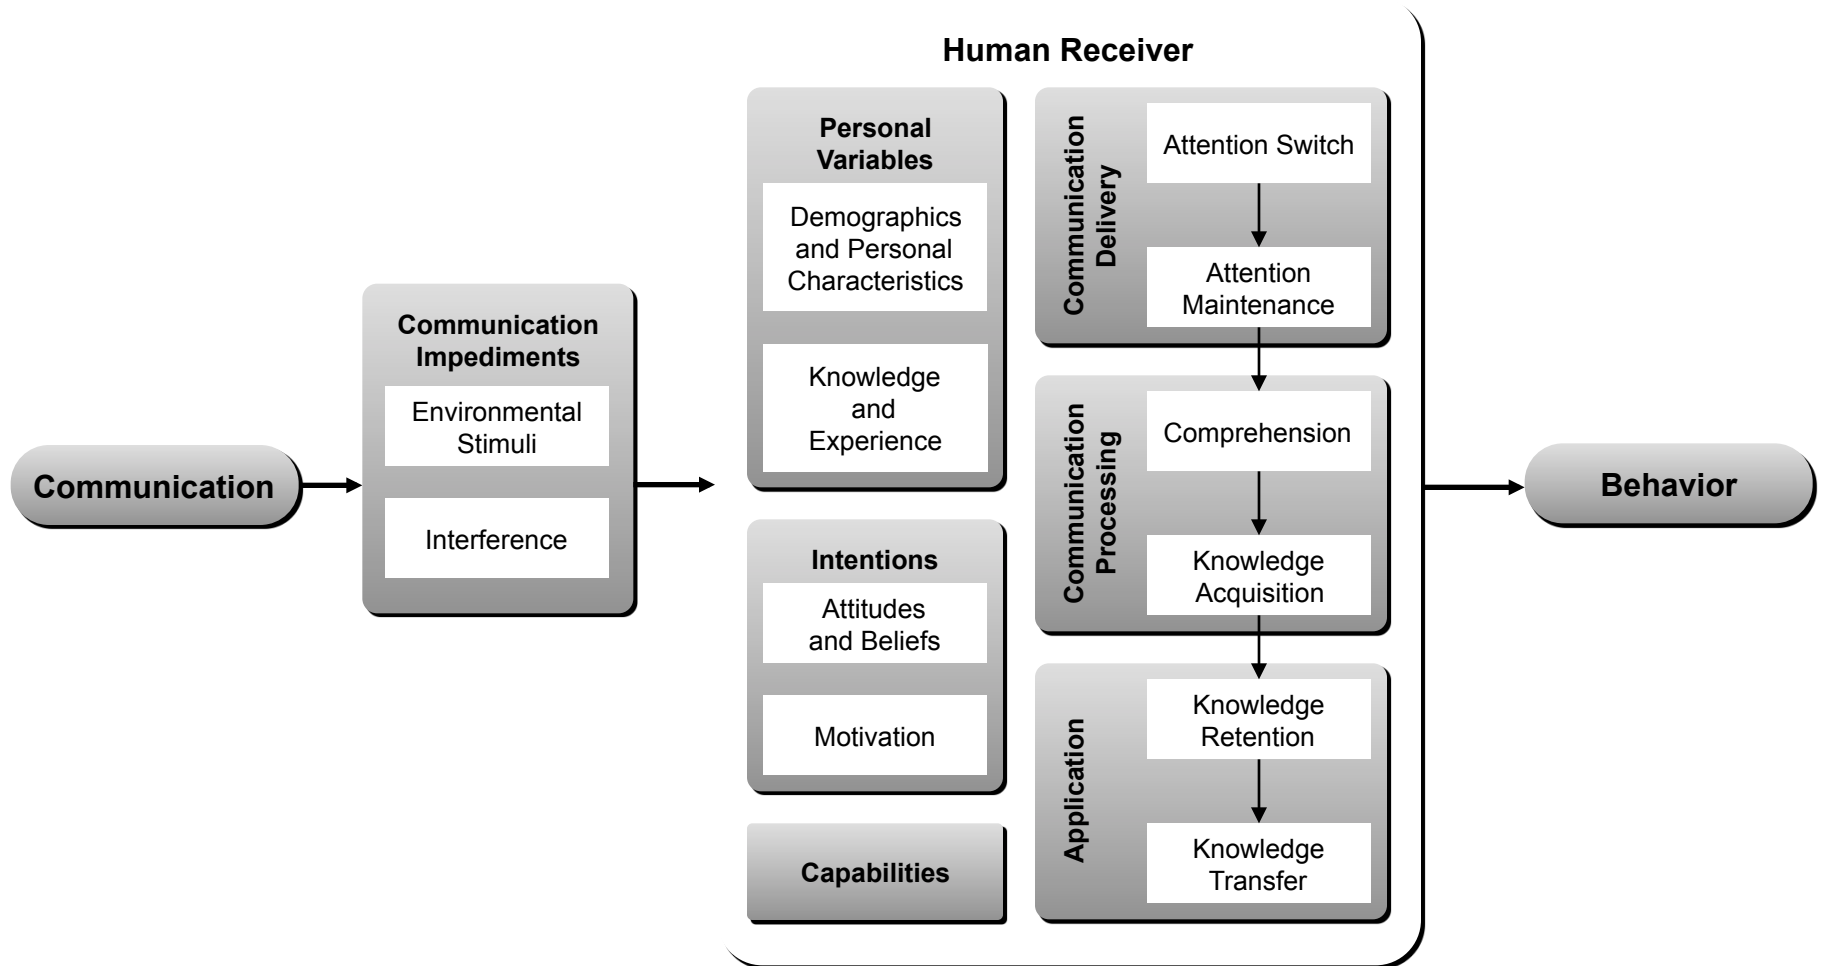 Communication
Communication
Impediments
Environmental
Stimuli
Interference
Human Receiver
Personal
Variables
Demographics
and Personal
Characteristics
Knowledge
and
Experience
Intentions
Attitudes
and Beliefs
Motivation
Capabilities
Communication
Delivery
Attention Switch
Attention
Maintenance
Communication
Processing
Comprehension
Knowledge
Acquisition
Application
Knowledge
Retention
Knowledge
Transfer
Behavior